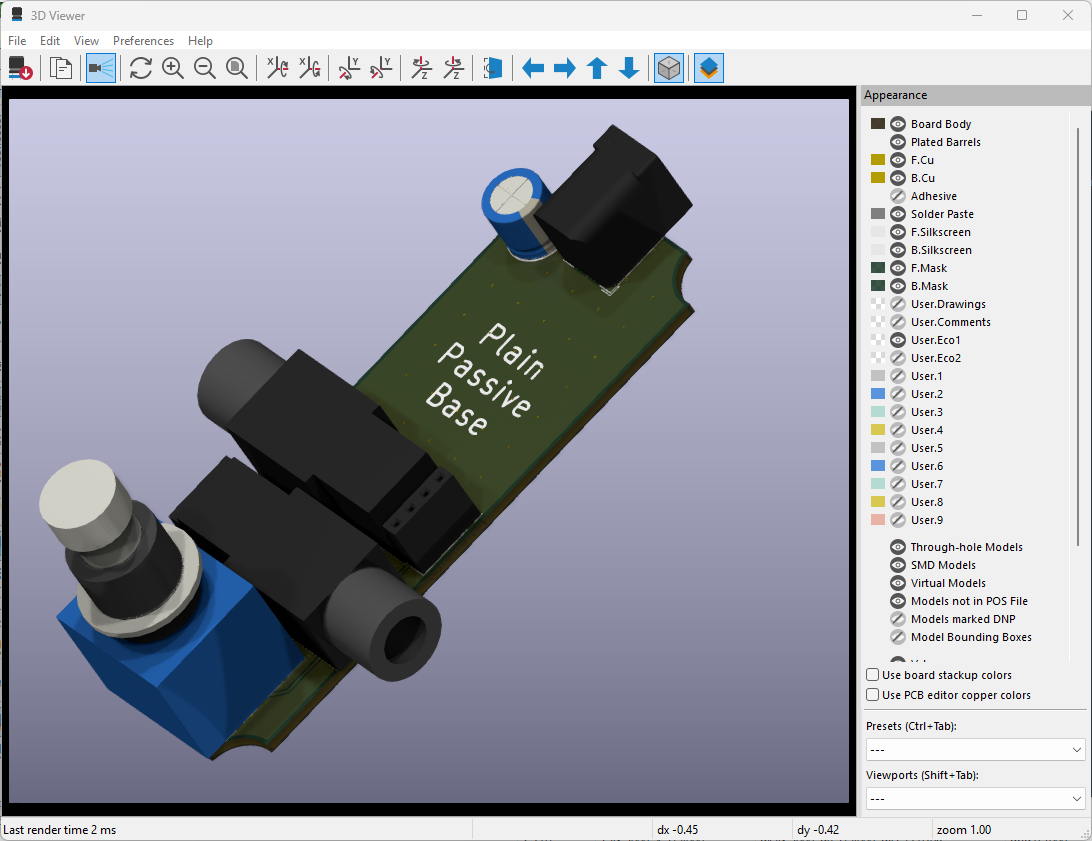 3D Viewer
File Edit View Preferences Help
Appearance
Board Body
Plated Barrels
F.Cu
B.Cu
Adhesive
Solder Paste
F.Silkscreen
B.Silkscreen
F.Mask
B.Mask
User.Drawings
User.Comments
User.Eco1
User.Eco2
User.1
User.2
User.3
User.4
User.5
User.6
User.7
User.8
User.9
Through-hole Models
SMD Models
Virtual Models
Models not in POS File
Models marked DNP
Model Bounding Boxes
Use board stackup colors
Use PCB editor copper colors
Presets (Ctrl+Tab):
---
Viewports (Shift+Tab):
---
Plain
Passive
Base
Last render time 2 ms
dx -0.45
dy -0.42
zoom 1.00